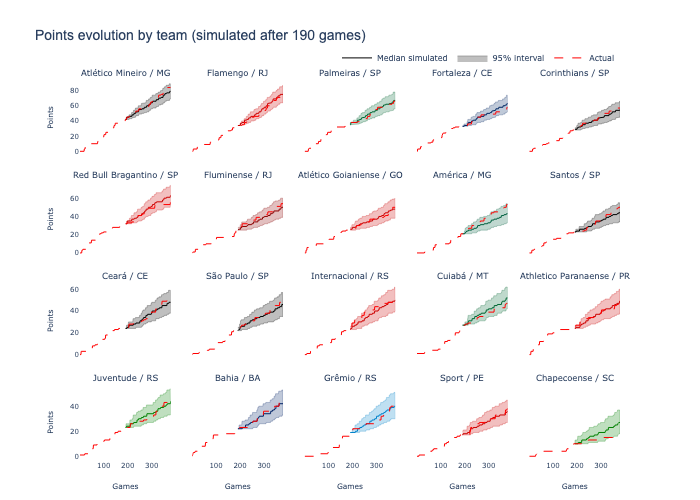 Points evolution by team (simulated after 190 games)
Median simulated 95% interval Actual
Atlético Mineiro / MG Flamengo / RJ Palmeiras / SP Fortaleza / CE Corinthians / SP
Points
80
60
40
20
0
Red Bull Bragantino / SP Fluminense / RJ Atlético Goianiense / GO América / MG Santos / SP
Points
60
40
20
0
Ceará / CE São Paulo / SP Internacional / RS Cuiabá / MT Athletico Paranaense / PR
Points
60
40
20
0
Juventude / RS Bahia / BA Grêmio / RS Sport / PE Chapecoense / SC
Points
40
20
0
100 200 300 100 200 300 100 200 300 100 200 300 100 200 300
Games Games Games Games Games